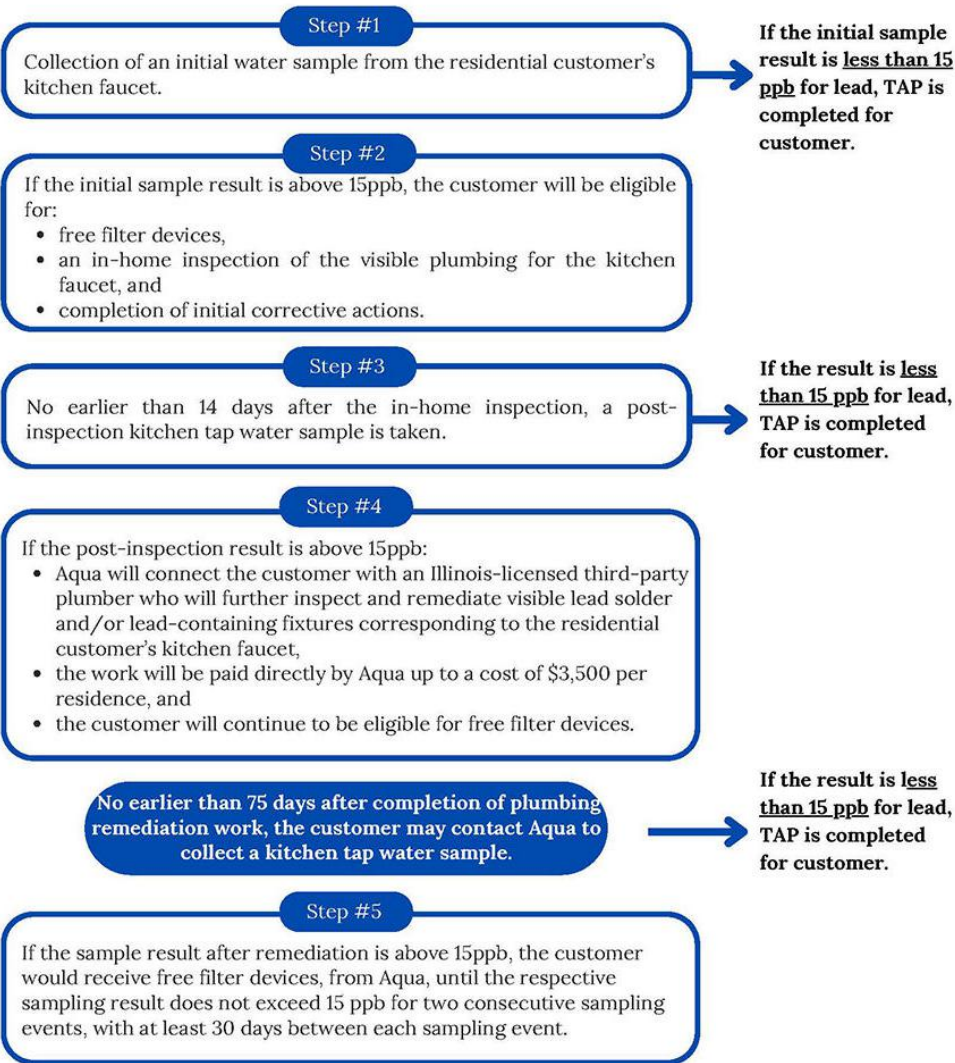 Step #1
Collection of an initial water sample from the residential customer's
kitchen faucet.
If the initial sample
result is less than 15
ppb for lead, TAP is
completed for
customer.
Step #2
If the initial sample result is above 15ppb, the customer will be eligible
for:
• free filter devices,
• an in-home inspection of the visible plumbing for the kitchen
faucet, and
• completion of initial corrective actions.
Step #3
No earlier than 14 days after the in-home inspection, a post-
inspection kitchen tap water sample is taken.
If the result is less
than 15 ppb for lead,
TAP is completed
for customer.
Step #4
If the post-inspection result is above 15ppb:
• Aqua will connect the customer with an Illinois-licensed third-party
plumber who will further inspect and remediate visible lead solder
and/or lead-containing fixtures corresponding to the residential
customer's kitchen faucet,
• the work will be paid directly by Aqua up to a cost of $3,500 per
residence, and
• the customer will continue to be eligible for free filter devices.
No earlier than 75 days after completion of plumbing
remediation work, the customer may contact Aqua to
collect a kitchen tap water sample.
If the result is less
than 15 ppb for lead,
TAP is completed
for customer.
Step #5
If the sample result after remediation is above 15ppb, the customer
would receive free filter devices, from Aqua, until the respective
sampling result does not exceed 15 ppb for two consecutive sampling
events, with at least 30 days between each sampling event.